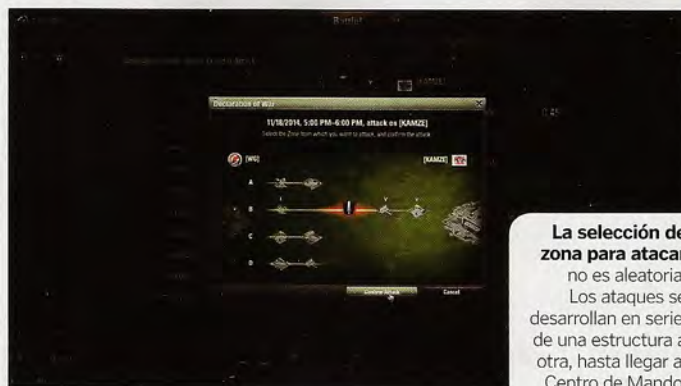 Battles
Declaration of War
11/18/2014, 5:00 PM–6:00 PM, attack on [KAMZE]
Select the Zone from which you want to attack, and confirm the attack
[WG]
[KAMZE]
A
B
C
D
Confirm Attack
Cancel
La selección de
zona para atacar
no es aleatoria.
Los ataques se
desarrollan en serie,
de una estructura a
otra, hasta llegar al
Centro de Mando.